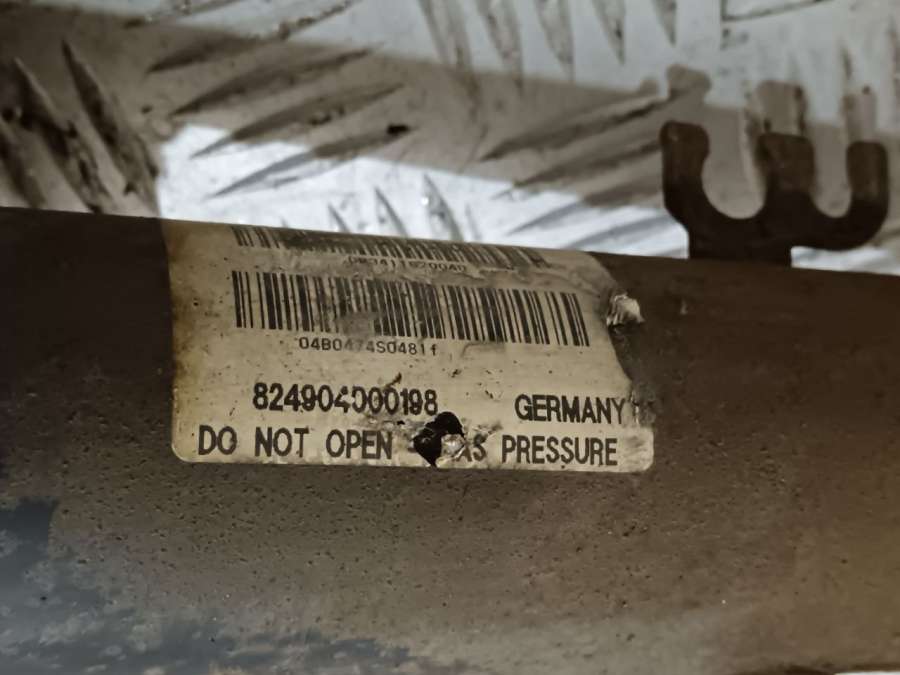 04B0474S0481f
824904000198 GERMANY
DO NOT OPEN PRESSURE